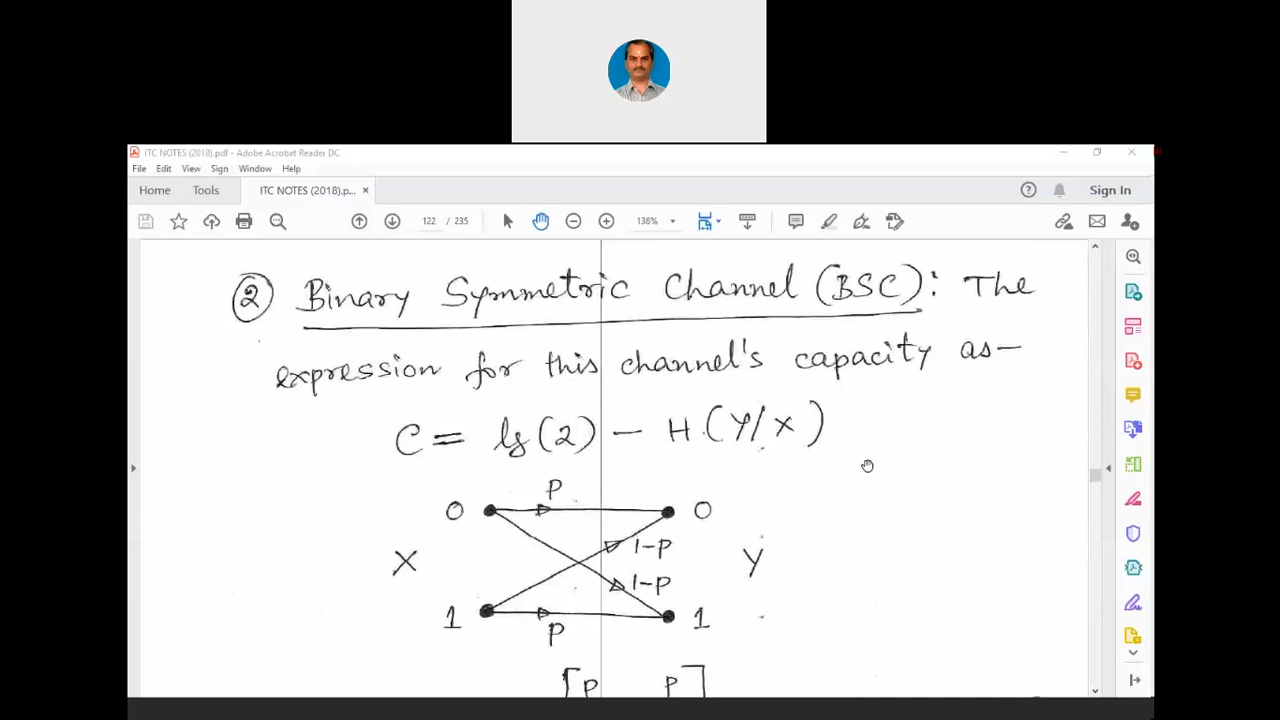 ITC NOTES (2018).pdf - Adobe Acrobat Reader DC
File Edit View Sign Window Help
Home Tools ITC NOTES (2018).p... × Sign In
122 / 235 136%
② Binary Symmetric Channel (BSC): The
expression for this channel's capacity as—
C = lg(2) - H(Y/X)
P
0 0
1-P
X Y
1-P
1 1
P
[P P]